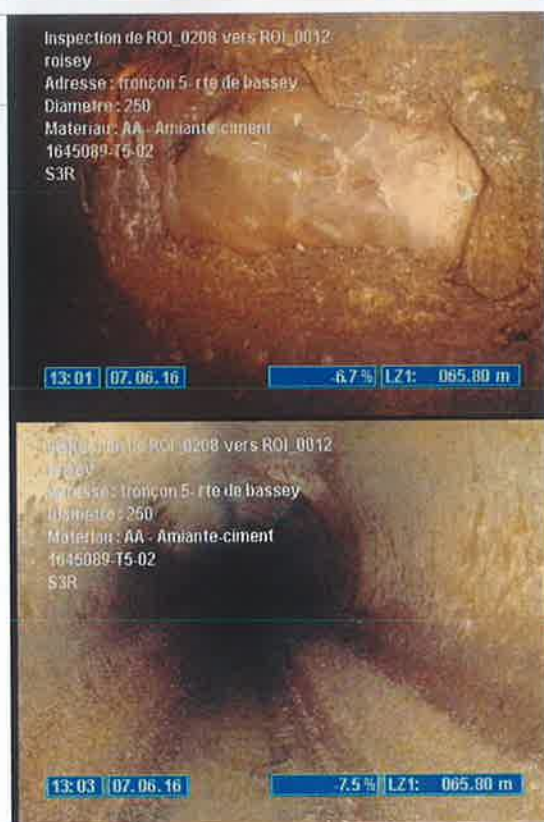 Inspection de ROI_0208 vers ROI_0012
roisey
Adresse : tronçon 5- rte de bassey
Diametre : 250
Materiau : AA - Amiante-ciment
1645089-T5-02
S3R
13:01 07.06.16 -6.7 % LZ1: 065.80 m
Inspection de ROI_0208 vers ROI_0012
roisey
Adresse : tronçon 5- rte de bassey
Diametre : 250
Materiau : AA - Amiante-ciment
1645089-T5-02
S3R
13:03 07.06.16 -7.5 % LZ1: 065.80 m